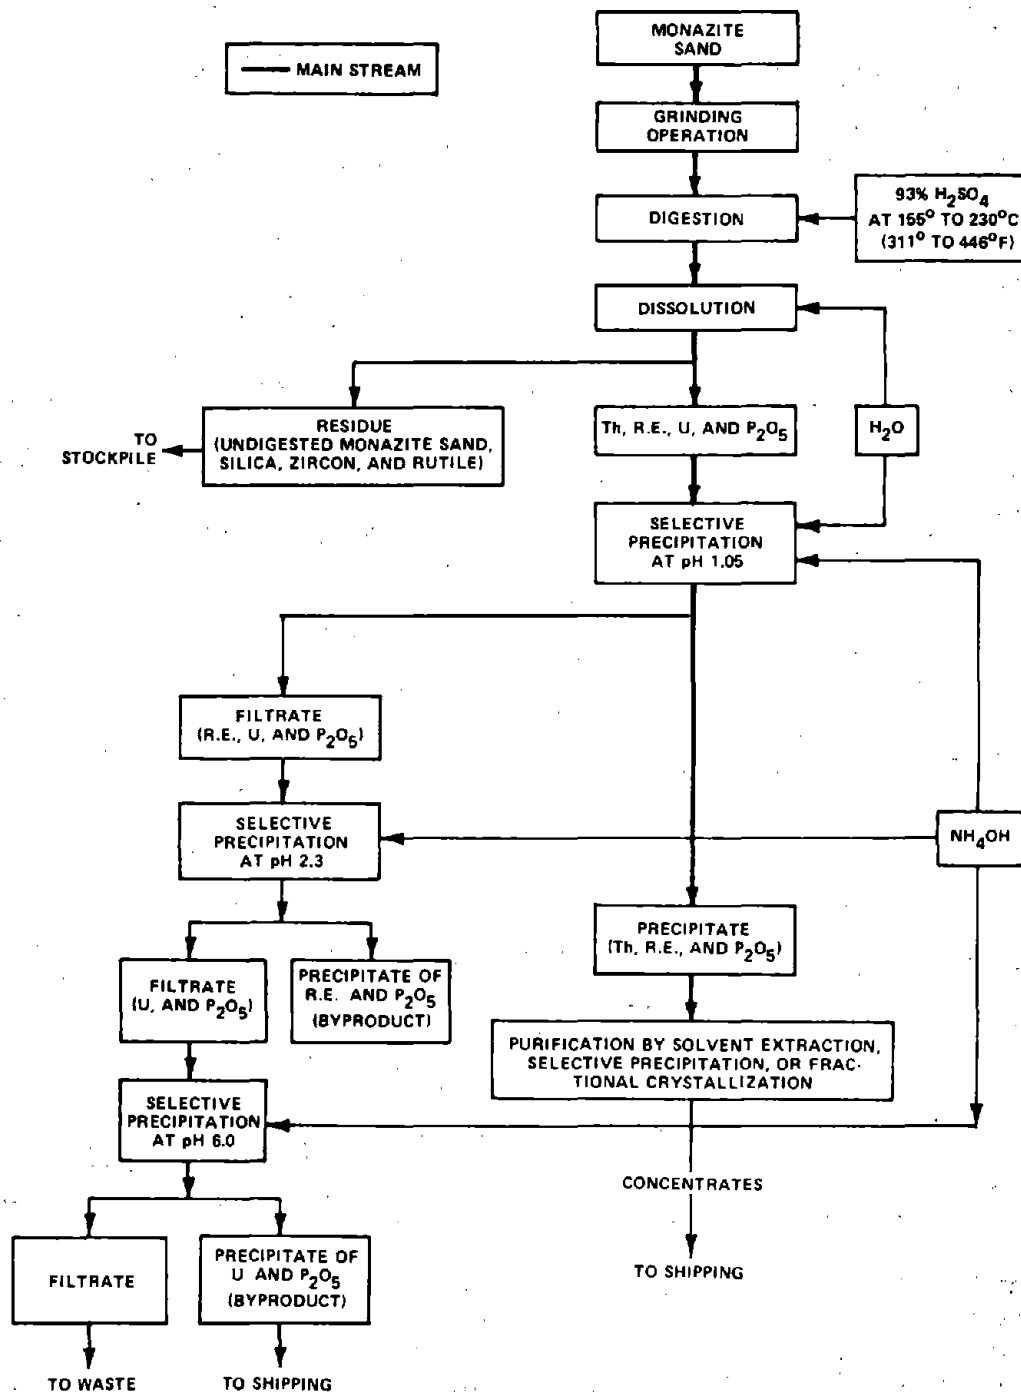 MONAZITE
SAND
MAIN STREAM
GRINDING
OPERATION
DIGESTION
93% H₂SO₄
AT 155° TO 230°C
(311° TO 446°F)
DISSOLUTION
RESIDUE
(UNDIGESTED MONAZITE SAND,
SILICA, ZIRCON, AND RUTILE)
TO
STOCKPILE
Th, R.E., U, AND P₂O₅
H₂O
SELECTIVE
PRECIPITATION
AT pH 1.05
FILTRATE
(R.E., U, AND P₂O₅)
SELECTIVE
PRECIPITATION
AT pH 2.3
NH₄OH
PRECIPITATE
(Th, R.E., AND P₂O₅)
FILTRATE
(U, AND P₂O₅)
PRECIPITATE OF
R.E. AND P₂O₅
(BYPRODUCT)
PURIFICATION BY SOLVENT EXTRACTION,
SELECTIVE PRECIPITATION, OR FRAC-
TIONAL CRYSTALLIZATION
SELECTIVE
PRECIPITATION
AT pH 6.0
CONCENTRATES
TO SHIPPING
FILTRATE
PRECIPITATE OF
U AND P₂O₅
(BYPRODUCT)
TO WASTE
TO SHIPPING